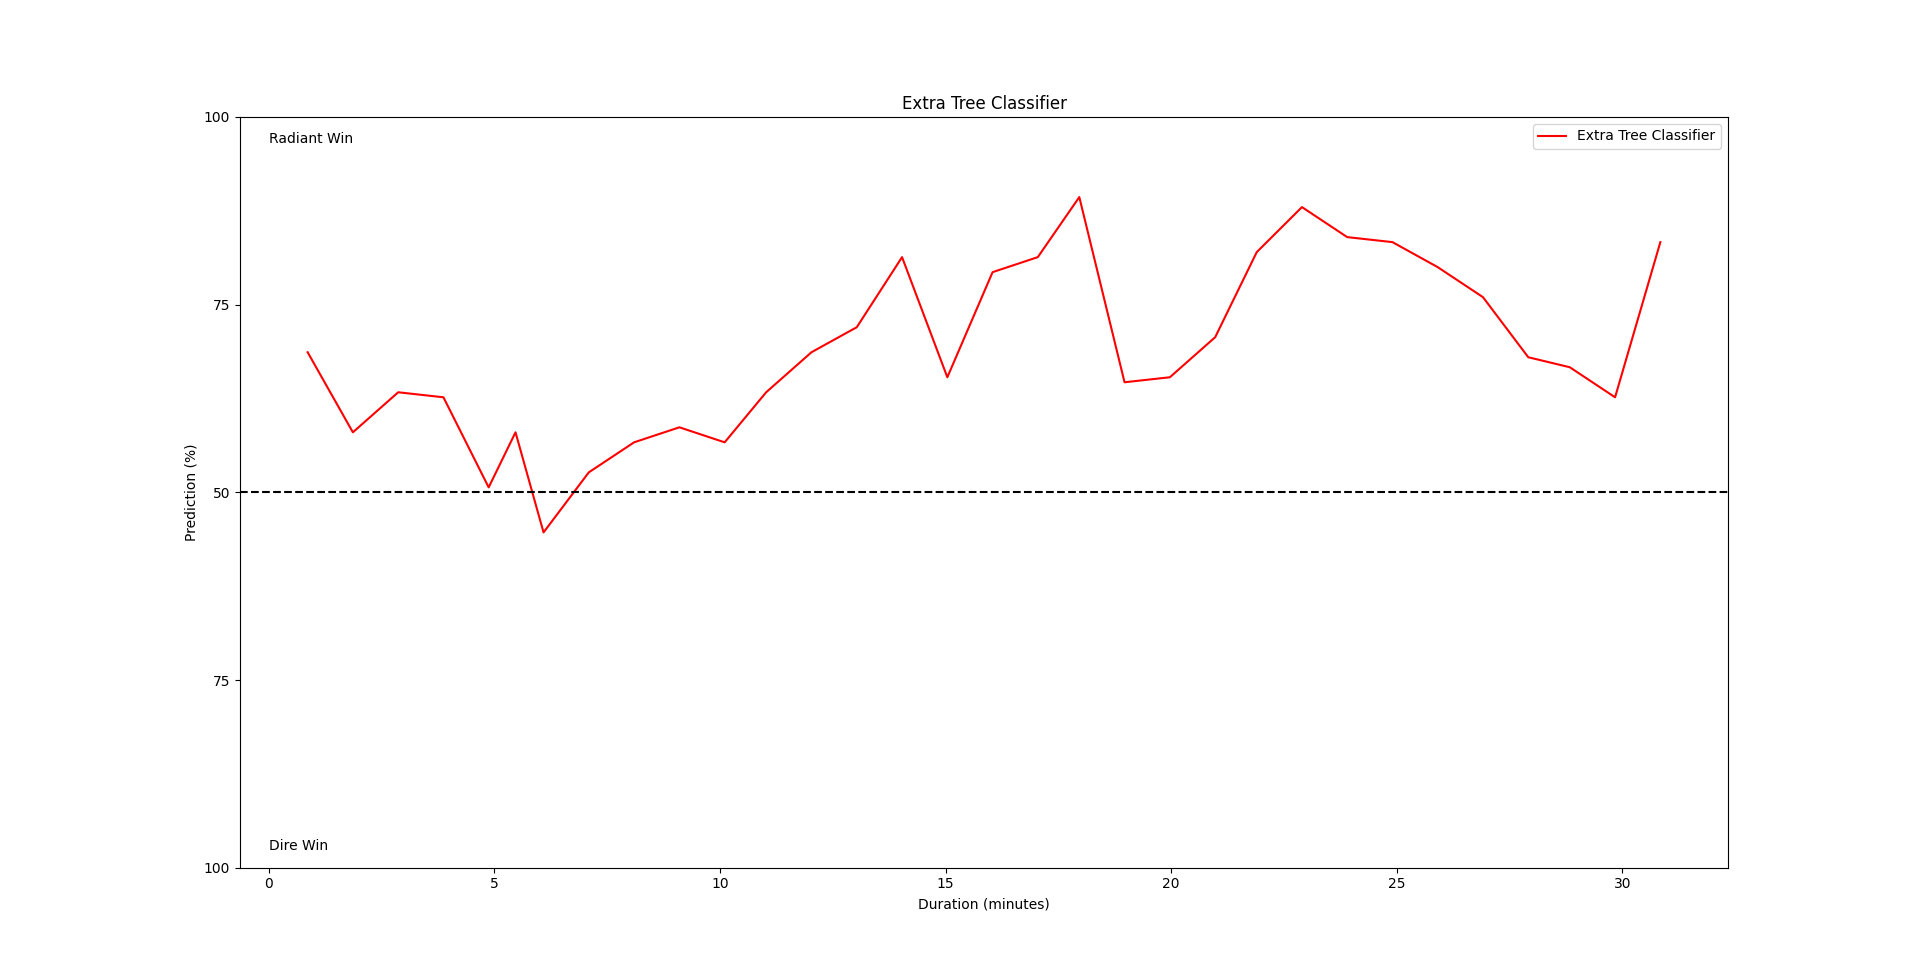 Extra Tree Classifier
100
Radiant Win
Extra Tree Classifier
75
Prediction (%)
50
75
Dire Win
100
0 5 10 15 20 25 30
Duration (minutes)